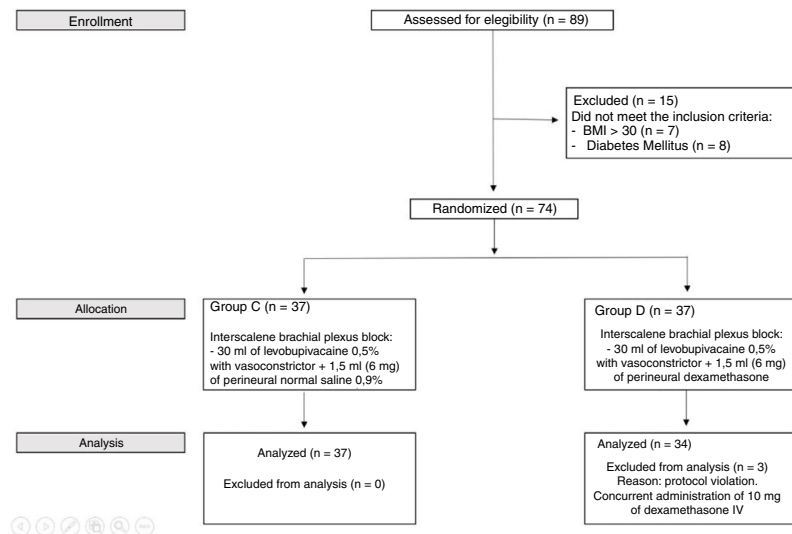 Enrollment
Assessed for elegibility (n = 89)
Excluded (n = 15)
Did not meet the inclusion criteria:
- BMI > 30 (n = 7)
- Diabetes Mellitus (n = 8)
Randomized (n = 74)
Allocation
Group C (n = 37)
Interscalene brachial plexus block:
- 30 ml of levobupivacaine 0,5%
with vasoconstrictor + 1,5 ml (6 mg)
of perineural normal saline 0,9%
Group D (n = 37)
Interscalene brachial plexus block:
- 30 ml of levobupivacaine 0,5%
with vasoconstrictor + 1,5 ml (6 mg)
of perineural dexamethasone
Analysis
Analyzed (n = 37)
Excluded from analysis (n = 0)
Analyzed (n = 34)
Excluded from analysis (n = 3)
Reason: protocol violation.
Concurrent administration of 10 mg
of dexamethasone IV